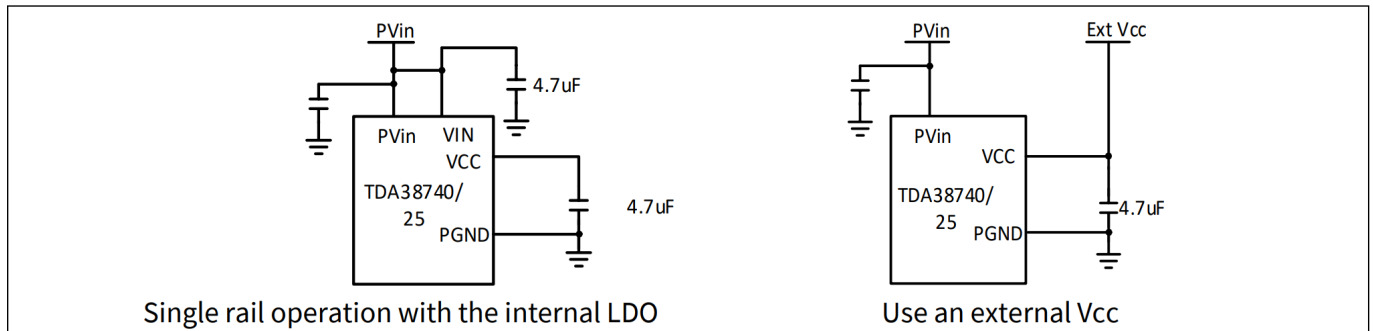 PVin
4.7uF
PVin
VIN
VCC
TDA38740/
25
4.7uF
PGND
Single rail operation with the internal LDO
PVin
Ext Vcc
PVin
VCC
TDA38740/
25
4.7uF
PGND
Use an external Vcc